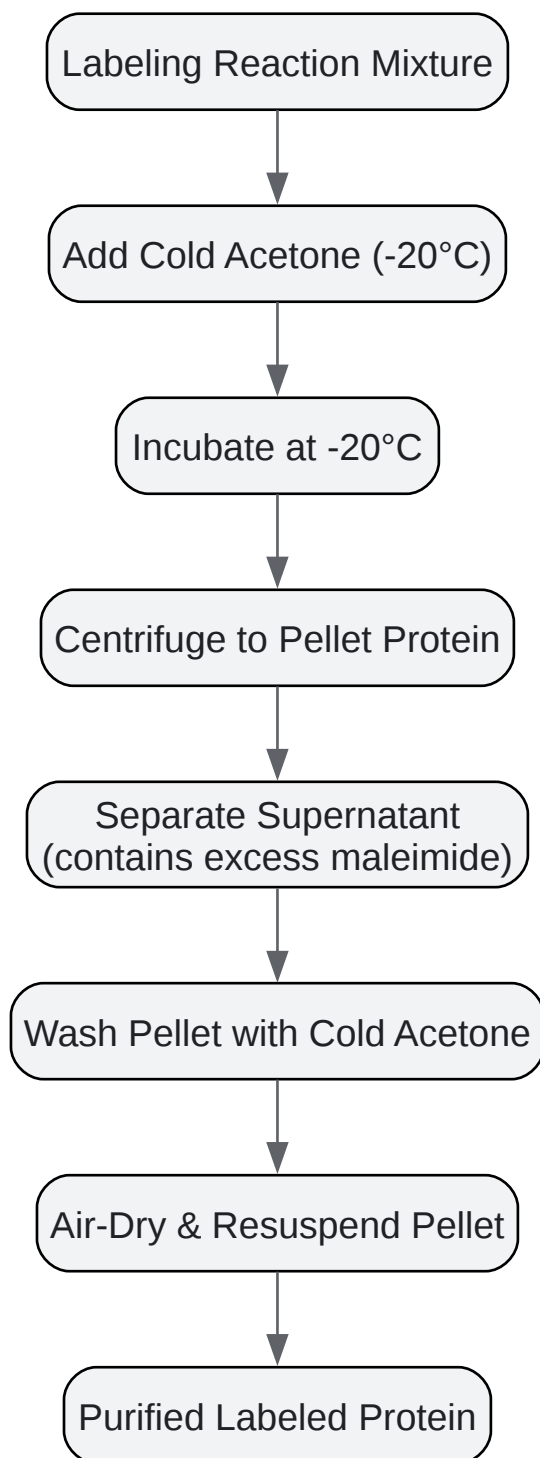 Labeling Reaction Mixture
Add Cold Acetone (-20°C)
Incubate at -20°C
Centrifuge to Pellet Protein
Separate Supernatant
(contains excess maleimide)
Wash Pellet with Cold Acetone
Air-Dry & Resuspend Pellet
Purified Labeled Protein